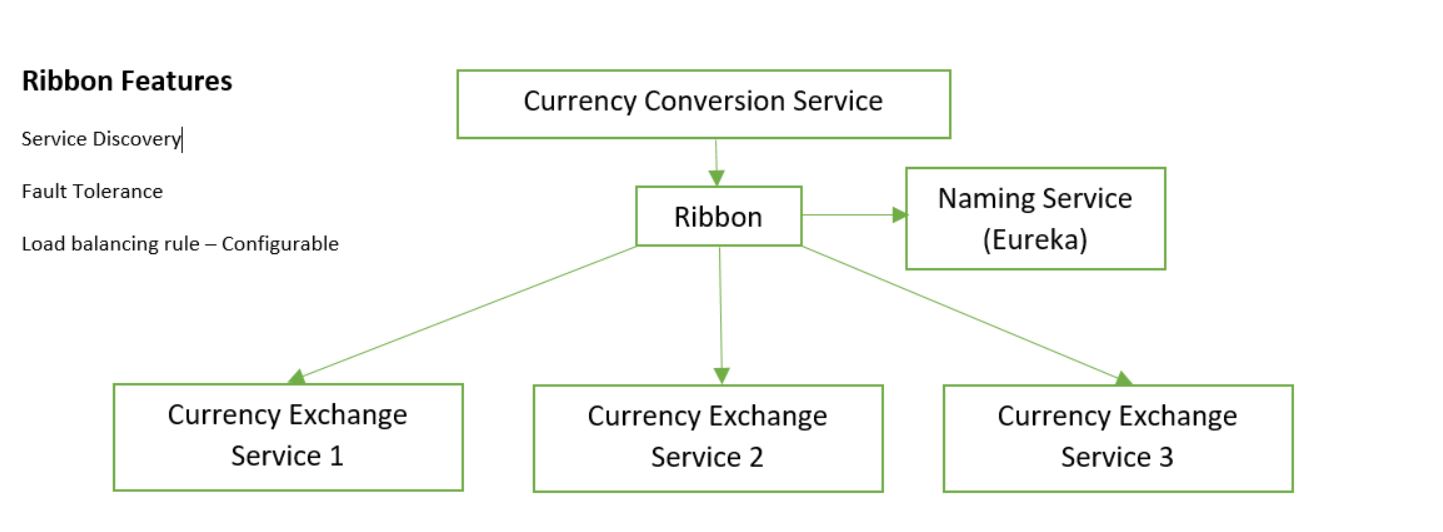 Ribbon Features
Service Discovery
Fault Tolerance
Load balancing rule – Configurable
Currency Conversion Service
Ribbon
Naming Service
(Eureka)
Currency Exchange
Service 1
Currency Exchange
Service 2
Currency Exchange
Service 3